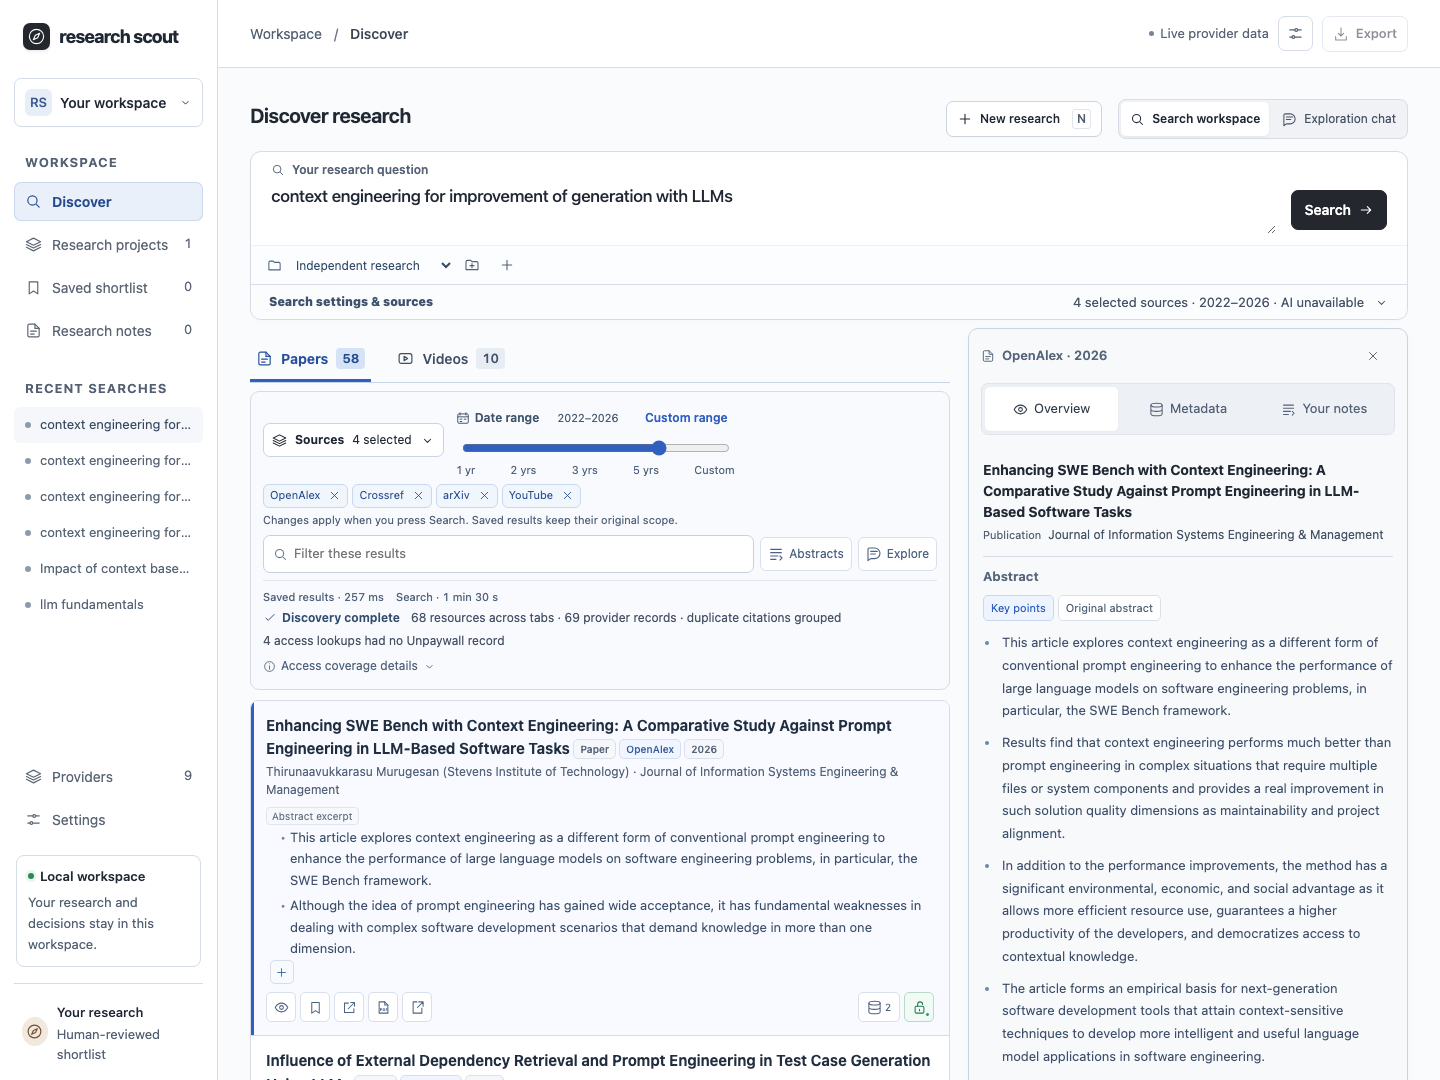 research scout
RS Your workspace
WORKSPACE
Discover
Research projects 1
Saved shortlist 0
Research notes 0
RECENT SEARCHES
context engineering for...
context engineering for...
context engineering for...
context engineering for...
Impact of context base...
llm fundamentals
Providers 9
Settings
Local workspace
Your research and
decisions stay in this
workspace.
Your research
Human-reviewed
shortlist
Workspace / Discover
Live provider data
Export
Discover research
New research N
Search workspace
Exploration chat
Your research question
context engineering for improvement of generation with LLMs
Search →
Independent research
Search settings & sources
4 selected sources · 2022–2026 · AI unavailable
Papers 58
Videos 10
Sources 4 selected
Date range 2022–2026 Custom range
1 yr 2 yrs 3 yrs 5 yrs Custom
OpenAlex × Crossref × arXiv × YouTube ×
Changes apply when you press Search. Saved results keep their original scope.
Filter these results
Abstracts
Explore
Saved results · 257 ms Search · 1 min 30 s
Discovery complete 68 resources across tabs · 69 provider records · duplicate citations grouped
4 access lookups had no Unpaywall record
Access coverage details
Enhancing SWE Bench with Context Engineering: A Comparative Study Against Prompt
Engineering in LLM-Based Software Tasks Paper OpenAlex 2026
Thirunaavukkarasu Murugesan (Stevens Institute of Technology) · Journal of Information Systems Engineering &
Management
Abstract excerpt
• This article explores context engineering as a different form of conventional prompt engineering to
enhance the performance of large language models on software engineering problems, in particular, the
SWE Bench framework.
• Although the idea of prompt engineering has gained wide acceptance, it has fundamental weaknesses in
dealing with complex software development scenarios that demand knowledge in more than one
dimension.
2
Influence of External Dependency Retrieval and Prompt Engineering in Test Case Generation
OpenAlex · 2026
Overview
Metadata
Your notes
Enhancing SWE Bench with Context Engineering: A
Comparative Study Against Prompt Engineering in LLM-
Based Software Tasks
Publication Journal of Information Systems Engineering & Management
Abstract
Key points
Original abstract
• This article explores context engineering as a different form of
conventional prompt engineering to enhance the performance of
large language models on software engineering problems, in
particular, the SWE Bench framework.
• Results find that context engineering performs much better than
prompt engineering in complex situations that require multiple
files or system components and provides a real improvement in
such solution quality dimensions as maintainability and project
alignment.
• In addition to the performance improvements, the method has a
significant environmental, economic, and social advantage as it
allows more efficient resource use, guarantees a higher
productivity of the developers, and democratizes access to
contextual knowledge.
• The article forms an empirical basis for next-generation
software development tools that attain context-sensitive
techniques to develop more intelligent and useful language
model applications in software engineering.